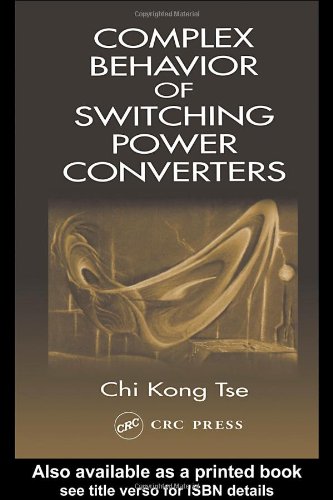 COMPLEX
BEHAVIOR
OF
SWITCHING
POWER
CONVERTERS
Chi Kong Tse
CRC
CRC PRESS
Also available as a printed book
see title verso for ISBN details